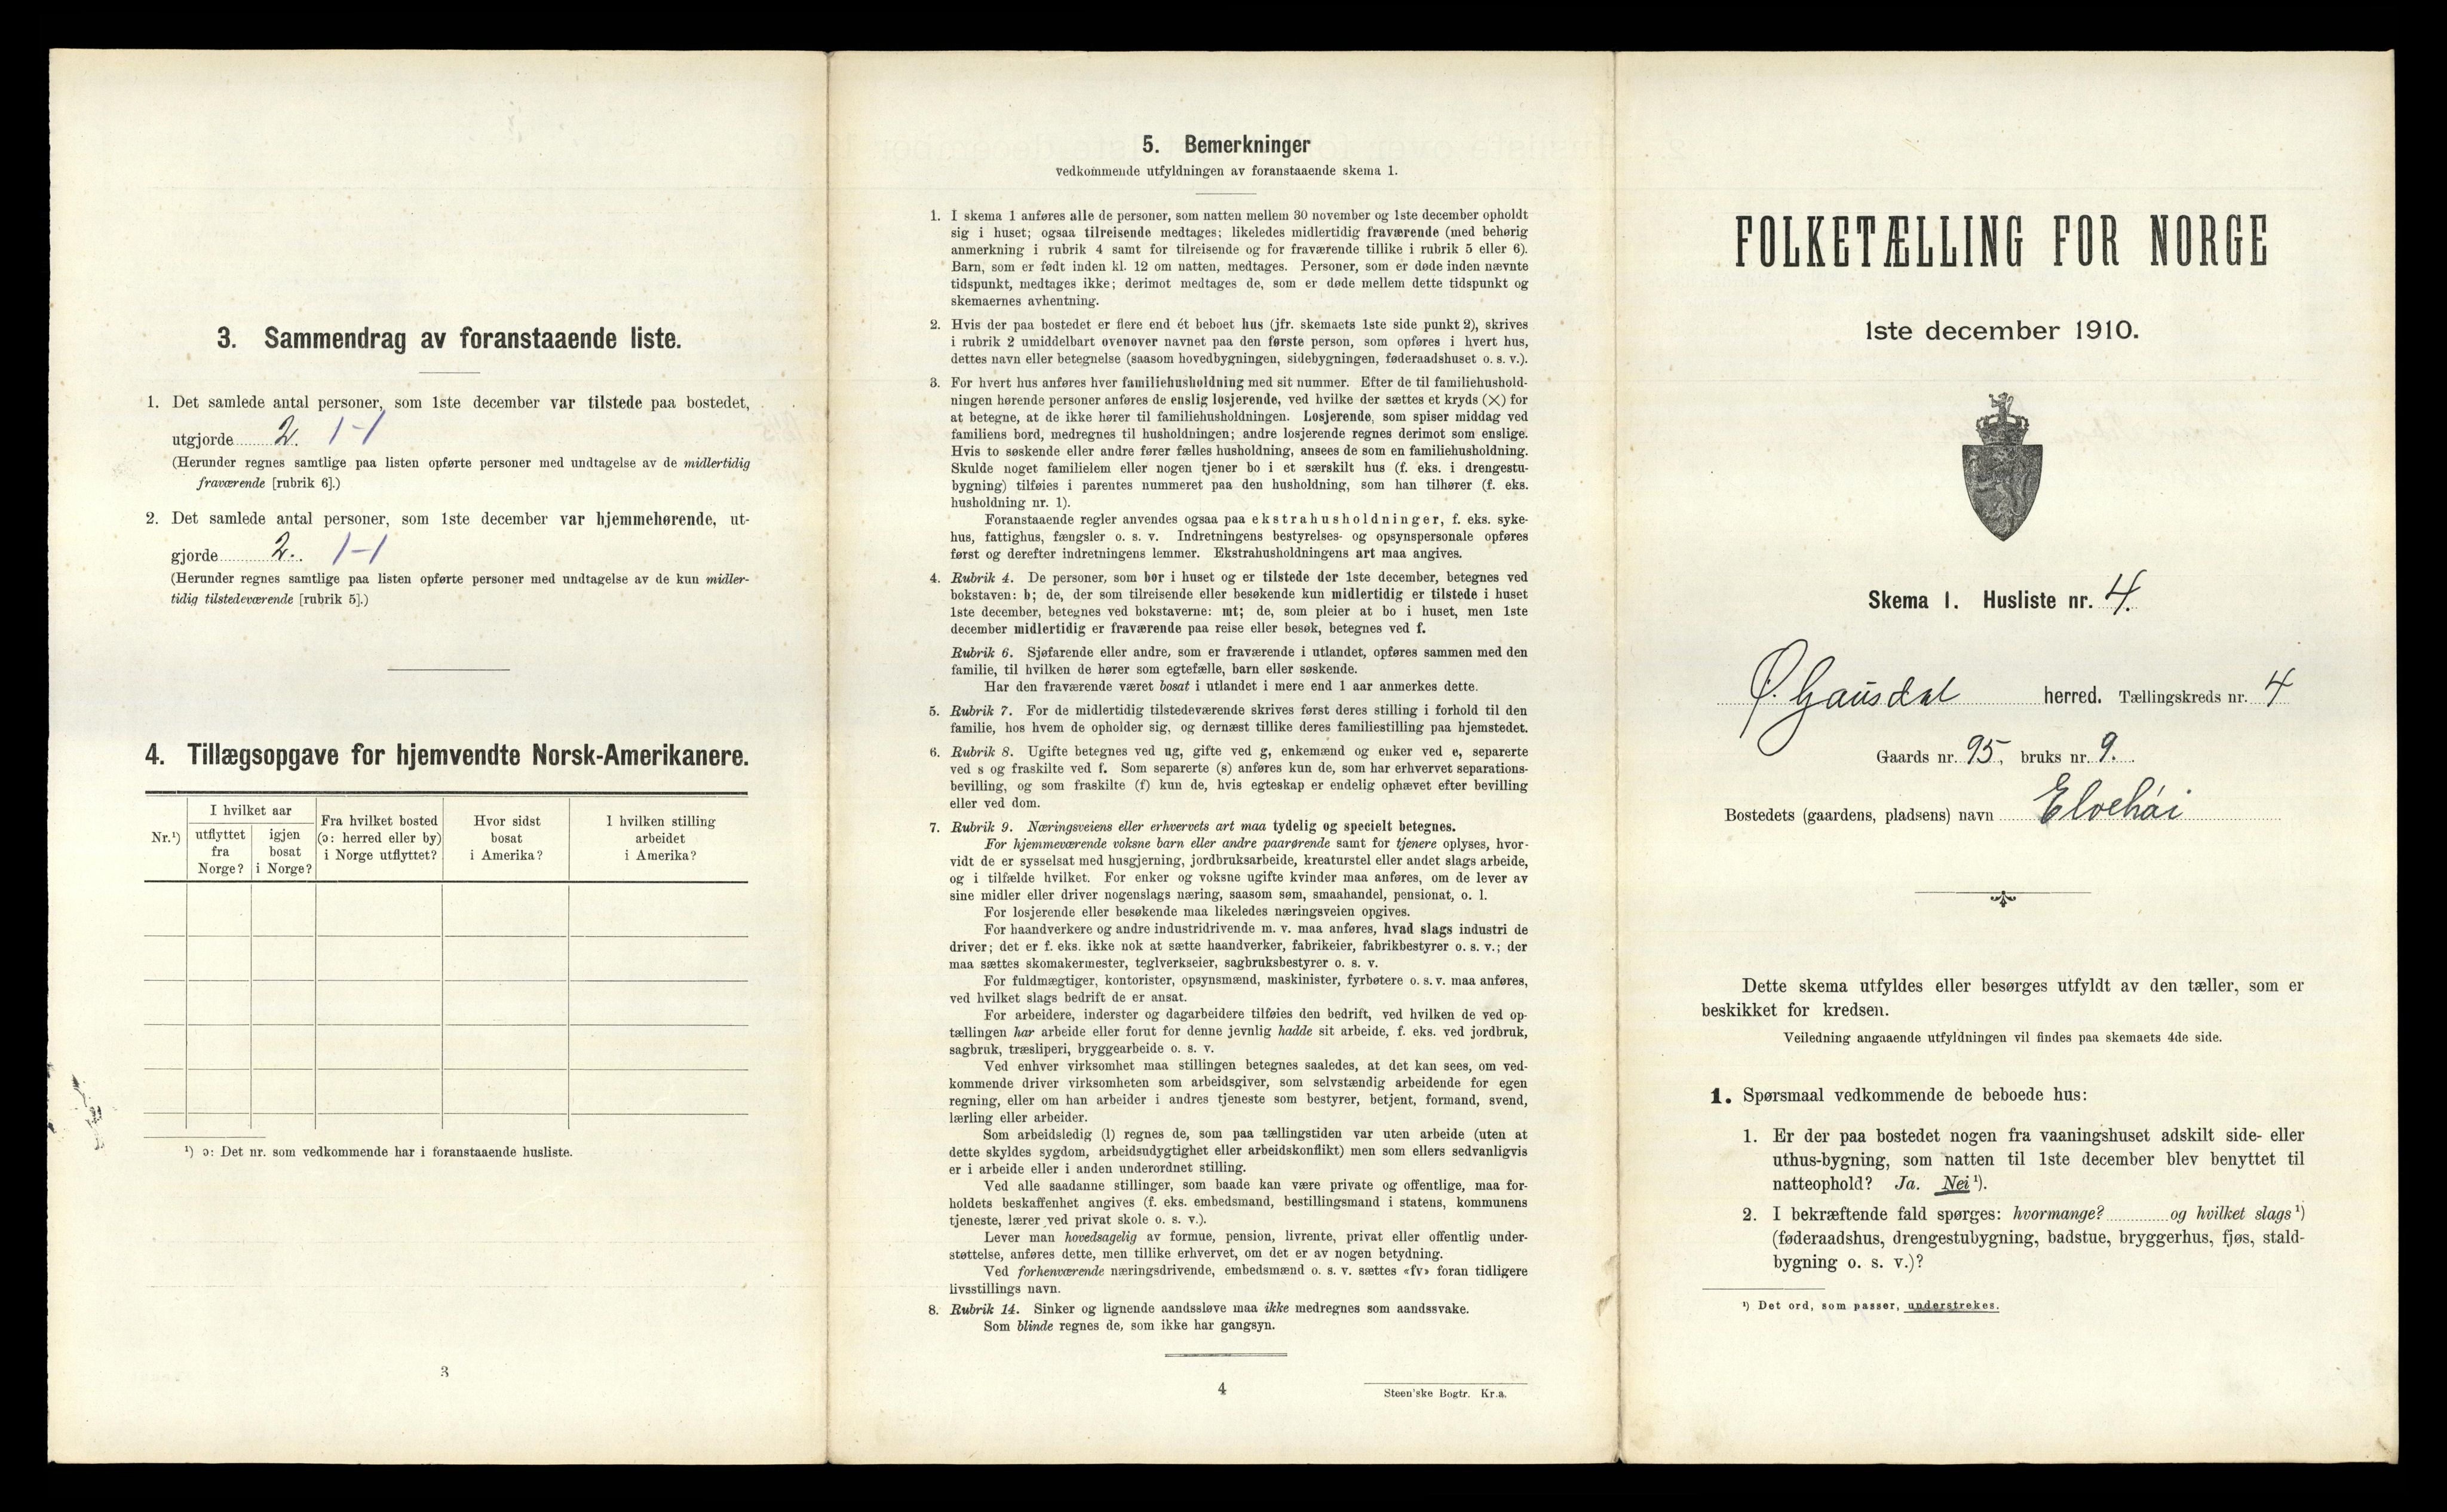 3. Sammendrag av foranstaaende liste.
1. Det samlede antal personer, som 1ste december var tilstede paa bostedet,
utgjorde 2. 1-1
(Herunder regnes samtlige paa listen opførte personer med undtagelse av de midlertidig
fraværende [rubrik 6].)
2. Det samlede antal personer, som 1ste december var hjemmehørende, ut-
gjorde 2. 1-1
(Herunder regnes samtlige paa listen opførte personer med undtagelse av de kun midler-
tidig tilstedeværende [rubrik 5].)
4. Tillægsopgave for hjemvendte Norsk-Amerikanere.
Nr.¹)
I hvilket aar
utflyttet
fra
Norge?
igjen
bosat
i Norge?
Fra hvilket bosted
(ɔ: herred eller by)
i Norge utflyttet?
Hvor sidst
bosat
i Amerika?
I hvilken stilling
arbeidet
i Amerika?
¹) ɔ: Det nr. som vedkommende har i foranstaaende husliste.
3
5. Bemerkninger
vedkommende utfyldningen av foranstaaende skema 1.
1. I skema 1 anføres alle de personer, som natten mellem 30 november og 1ste december opholdt
sig i huset; ogsaa tilreisende medtages; likeledes midlertidig fraværende (med behørig
anmerkning i rubrik 4 samt for tilreisende og for fraværende tillike i rubrik 5 eller 6).
Barn, som er født inden kl. 12 om natten, medtages. Personer, som er døde inden nævnte
tidspunkt, medtages ikke; derimot medtages de, som er døde mellem dette tidspunkt og
skemaernes avhentning.
2. Hvis der paa bostedet er flere end ét beboet hus (jfr. skemaets 1ste side punkt 2), skrives
i rubrik 2 umiddelbart ovenover navnet paa den første person, som opføres i hvert hus,
dettes navn eller betegnelse (saasom hovedbygningen, sidebygningen, føderaadshuset o. s. v.).
3. For hvert hus anføres hver familiehusholdning med sit nummer. Efter de til familiehushold-
ningen hørende personer anføres de enslig losjerende, ved hvilke der sættes et kryds (×) for
at betegne, at de ikke hører til familiehusholdningen. Losjerende, som spiser middag ved
familiens bord, medregnes til husholdningen; andre losjerende regnes derimot som enslige.
Hvis to søskende eller andre fører fælles husholdning, ansees de som en familiehusholdning.
Skulde noget familielem eller nogen tjener bo i et særskilt hus (f. eks. i drengestu-
bygning) tilføies i parentes nummeret paa den husholdning, som han tilhører (f. eks.
husholdning nr. 1).
Foranstaaende regler anvendes ogsaa paa ekstrahusholdninger, f. eks. syke-
hus, fattighus, fængsler o. s. v. Indretningens bestyrelses- og opsynspersonale opføres
først og derefter indretningens lemmer. Ekstrahusholdningens art maa angives.
4. Rubrik 4. De personer, som bor i huset og er tilstede der 1ste december, betegnes ved
bokstaven: b; de, der som tilreisende eller besøkende kun midlertidig er tilstede i huset
1ste december, betegnes ved bokstaverne: mt; de, som pleier at bo i huset, men 1ste
december midlertidig er fraværende paa reise eller besøk, betegnes ved f.
Rubrik 6. Sjøfarende eller andre, som er fraværende i utlandet, opføres sammen med den
familie, til hvilken de hører som egtefælle, barn eller søskende.
Har den fraværende været bosat i utlandet i mere end 1 aar anmerkes dette.
5. Rubrik 7. For de midlertidig tilstedeværende skrives først deres stilling i forhold til den
familie, hos hvem de opholder sig, og dernæst tillike deres familiestilling paa hjemstedet.
6. Rubrik 8. Ugifte betegnes ved ug, gifte ved g, enkemænd og enker ved e, separerte
ved s og fraskilte ved f. Som separerte (s) anføres kun de, som har erhvervet separations-
bevilling, og som fraskilte (f) kun de, hvis egteskap er endelig ophævet efter bevilling
eller ved dom.
7. Rubrik 9. Næringsveiens eller erhvervets art maa tydelig og specielt betegnes.
For hjemmeværende voksne barn eller andre paarørende samt for tjenere oplyses, hvor-
vidt de er sysselsat med husgjerning, jordbruksarbeide, kreaturstel eller andet slags arbeide,
og i tilfælde hvilket. For enker og voksne ugifte kvinder maa anføres, om de lever av
sine midler eller driver nogenslags næring, saasom søm, smaahandel, pensionat, o. l.
For losjerende eller besøkende maa likeledes næringsveien opgives.
For haandverkere og andre industridrivende m. v. maa anføres, hvad slags industri de
driver; det er f. eks. ikke nok at sætte haandverker, fabrikeier, fabrikbestyrer o. s. v.; der
maa sættes skomakermester, teglverkseier, sagbruksbestyrer o. s. v.
For fuldmægtiger, kontorister, opsynsmænd, maskinister, fyrbøtere o. s. v. maa anføres,
ved hvilket slags bedrift de er ansat.
For arbeidere, inderster og dagarbeidere tilføies den bedrift, ved hvilken de ved op-
tællingen har arbeide eller forut for denne jevnlig hadde sit arbeide, f. eks. ved jordbruk,
sagbruk, træsliperi, bryggearbeide o. s. v.
Ved enhver virksomhet maa stillingen betegnes saaledes, at det kan sees, om ved-
kommende driver virksomheten som arbeidsgiver, som selvstændig arbeidende for egen
regning, eller om han arbeider i andres tjeneste som bestyrer, betjent, formand, svend,
lærling eller arbeider.
Som arbeidsledig (l) regnes de, som paa tællingstiden var uten arbeide (uten at
dette skyldes sygdom, arbeidsudygtighet eller arbeidskonflikt) men som ellers sedvanligvis
er i arbeide eller i anden underordnet stilling.
Ved alle saadanne stillinger, som baade kan være private og offentlige, maa for-
holdets beskaffenhet angives (f. eks. embedsmand, bestillingsmand i statens, kommunens
tjeneste, lærer ved privat skole o. s. v.).
Lever man hovedsagelig av formue, pension, livrente, privat eller offentlig under-
støttelse, anføres dette, men tillike erhvervet, om det er av nogen betydning.
Ved forhenværende næringsdrivende, embedsmænd o. s. v. sættes «fv» foran tidligere
livsstillings navn.
8. Rubrik 14. Sinker og lignende aandssløve maa ikke medregnes som aandssvake.
Som blinde regnes de, som ikke har gangsyn.
4
Steen'ske Bogtr. Kr.a.
FOLKETÆLLING FOR NORGE
1ste december 1910.
Skema 1. Husliste nr. 4.
Ø. Gausdal herred. Tællingskreds nr. 4
Gaards nr. 95, bruks nr. 9.
Bostedets (gaardens, pladsens) navn Elvehói
Dette skema utfyldes eller besørges utfyldt av den tæller, som er
beskikket for kredsen.
Veiledning angaaende utfyldningen vil findes paa skemaets 4de side.
1. Spørsmaal vedkommende de beboede hus:
1. Er der paa bostedet nogen fra vaaningshuset adskilt side- eller
uthus-bygning, som natten til 1ste december blev benyttet til
natteophold? Ja. Nei ¹).
2. I bekræftende fald spørges: hvormange? og hvilket slags ¹)
(føderaadshus, drengestubygning, badstue, bryggerhus, fjøs, stald-
bygning o. s. v.)?
¹) Det ord, som passer, understrekes.